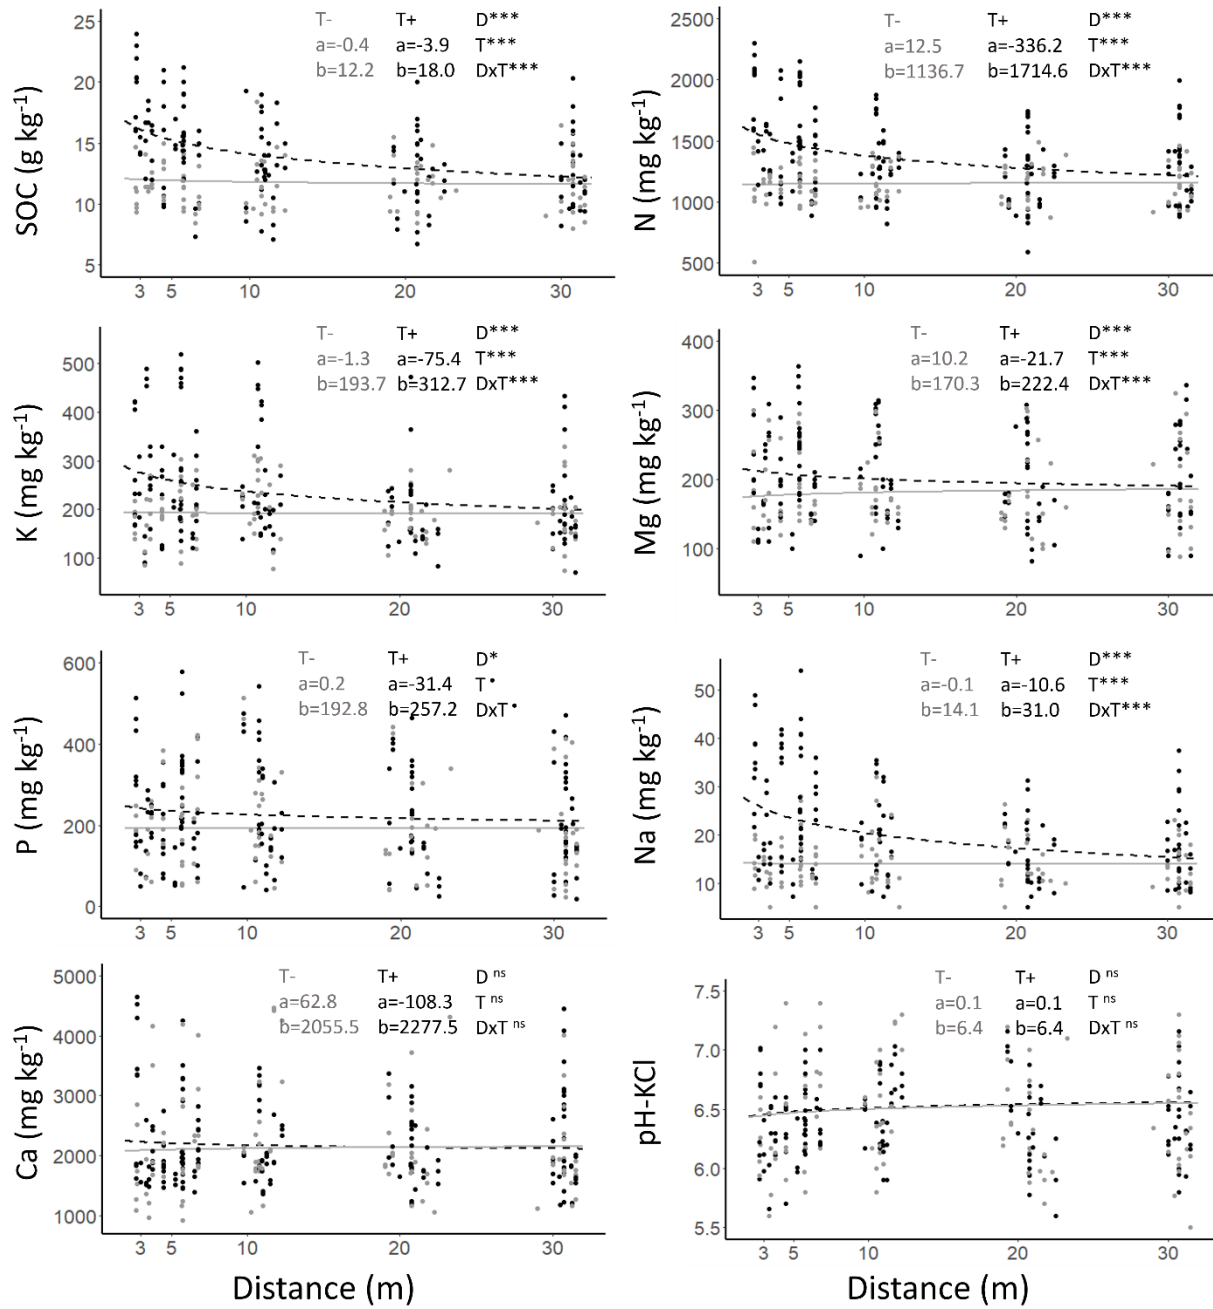 T- T+ D***
a=-0.4 a=-3.9 T***
b=12.2 b=18.0 DxT***
25
20
15
10
5
SOC (g kg-1)
3 5 10 20 30
T- T+ D***
a=12.5 a=-336.2 T***
b=1136.7 b=1714.6 DxT***
2500
2000
1500
1000
500
N (mg kg-1)
3 5 10 20 30
T- T+ D***
a=-1.3 a=-75.4 T***
b=193.7 b=312.7 DxT***
500
400
300
200
100
K (mg kg-1)
3 5 10 20 30
T- T+ D***
a=10.2 a=-21.7 T***
b=170.3 b=222.4 DxT***
400
300
200
100
Mg (mg kg-1)
3 5 10 20 30
T- T+ D*
a=0.2 a=-31.4 T•
b=192.8 b=257.2 DxT•
600
400
200
0
P (mg kg-1)
3 5 10 20 30
T- T+ D***
a=-0.1 a=-10.6 T***
b=14.1 b=31.0 DxT***
50
40
30
20
10
Na (mg kg-1)
3 5 10 20 30
T- T+ D ns
a=62.8 a=-108.3 T ns
b=2055.5 b=2277.5 DxT ns
5000
4000
3000
2000
1000
Ca (mg kg-1)
3 5 10 20 30
Distance (m)
T- T+ D ns
a=0.1 a=0.1 T ns
b=6.4 b=6.4 DxT ns
7.5
7.0
6.5
6.0
5.5
pH-KCl
3 5 10 20 30
Distance (m)